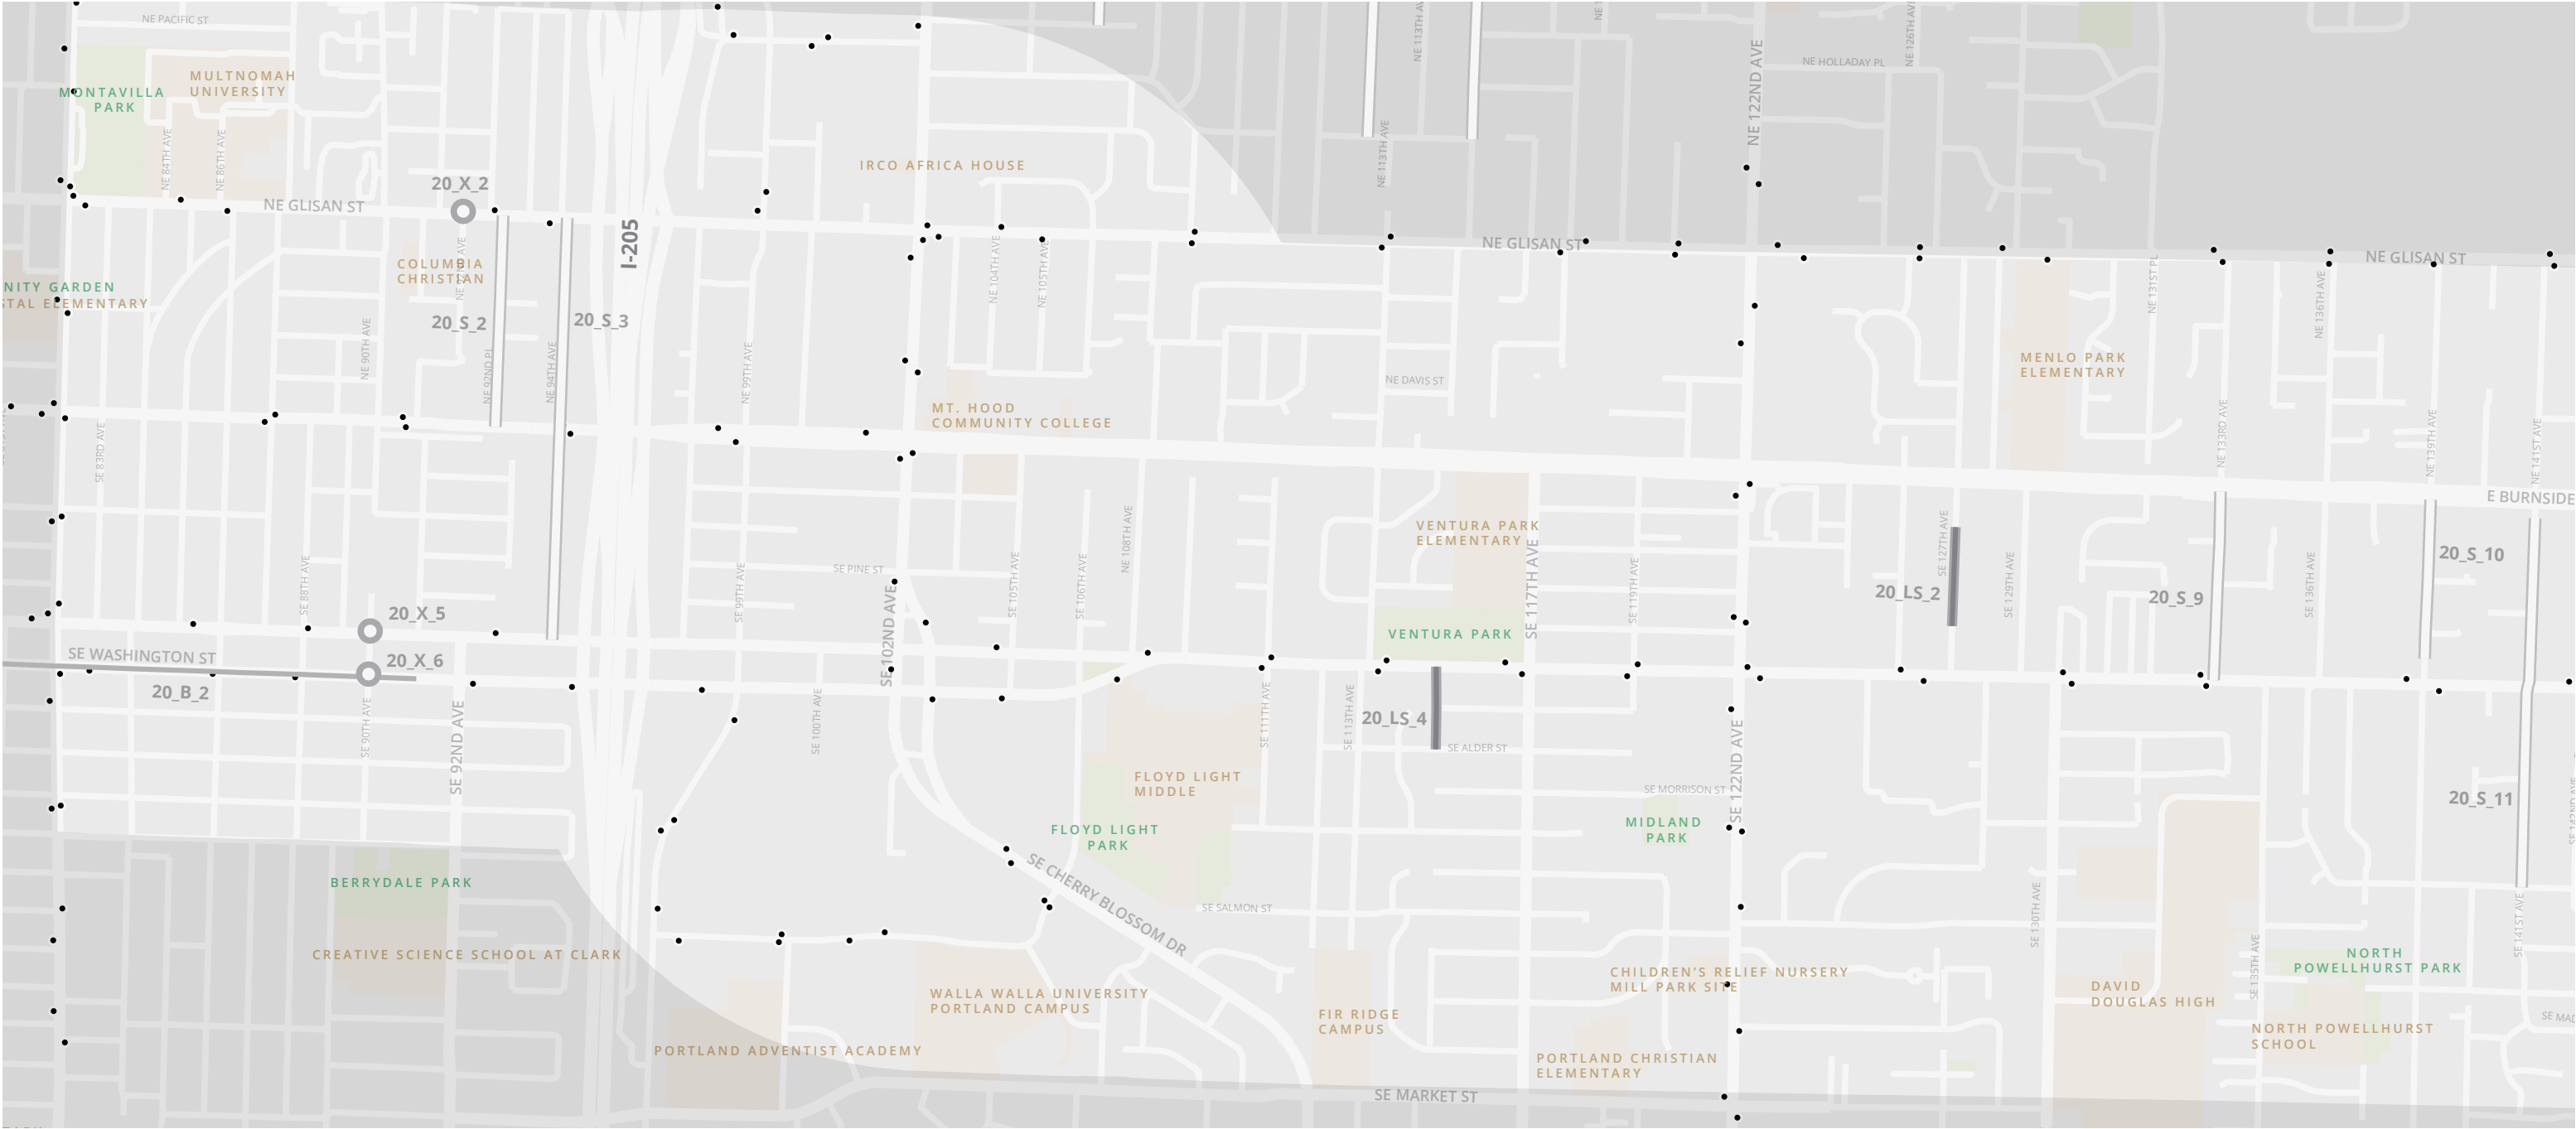 NE PACIFIC ST
MULTNOMAH
UNIVERSITY
MONTAVILLA
PARK
NE 84TH AVE
NE 86TH AVE
IRCO AFRICA HOUSE
NE 113TH AVE
NE 113TH AVE
NE 122ND AVE
NE HOLLADAY PL
NE 126TH AVE
20_X_2
NE GLISAN ST
I-205
NE GLISAN ST
NE GLISAN ST
COLUMBIA
CHRISTIAN
NE 92ND AVE
NE 104TH AVE
NE 105TH AVE
NE 131ST PL
NE 136TH AVE
NITY GARDEN
STAL ELEMENTARY
20_S_2
20_S_3
NE 90TH AVE
NE 92ND PL
NE 94TH AVE
NE 99TH AVE
NE DAVIS ST
MENLO PARK
ELEMENTARY
MT. HOOD
COMMUNITY COLLEGE
SE 83RD AVE
NE 133RD AVE
NE 139TH AVE
NE 141ST AVE
E BURNSIDE
VENTURA PARK
ELEMENTARY
NE 108TH AVE
SE 117TH AVE
SE 127TH AVE
20_S_10
SE 88TH AVE
SE 99TH AVE
SE PINE ST
SE 102ND AVE
SE 105TH AVE
SE 106TH AVE
SE 119TH AVE
20_LS_2
SE 129TH AVE
20_S_9
SE 136TH AVE
20_X_5
VENTURA PARK
SE WASHINGTON ST
20_X_6
20_B_2
SE 90TH AVE
SE 92ND AVE
SE 100TH AVE
SE 111TH AVE
SE 113TH AVE
20_LS_4
SE ALDER ST
SE 122ND AVE
FLOYD LIGHT
MIDDLE
SE MORRISON ST
20_S_11
SE 142ND AVE
FLOYD LIGHT
PARK
MIDLAND
PARK
BERRYDALE PARK
SE CHERRY BLOSSOM DR
SE SALMON ST
SE 130TH AVE
SE 135TH AVE
SE 141ST AVE
CREATIVE SCIENCE SCHOOL AT CLARK
NORTH
POWELLHURST PARK
CHILDREN'S RELIEF NURSERY
MILL PARK SITE
WALLA WALLA UNIVERSITY
PORTLAND CAMPUS
DAVID
DOUGLAS HIGH
FIR RIDGE
CAMPUS
SE MAL
NORTH POWELLHURST
SCHOOL
PORTLAND ADVENTIST ACADEMY
PORTLAND CHRISTIAN
ELEMENTARY
SE MARKET ST